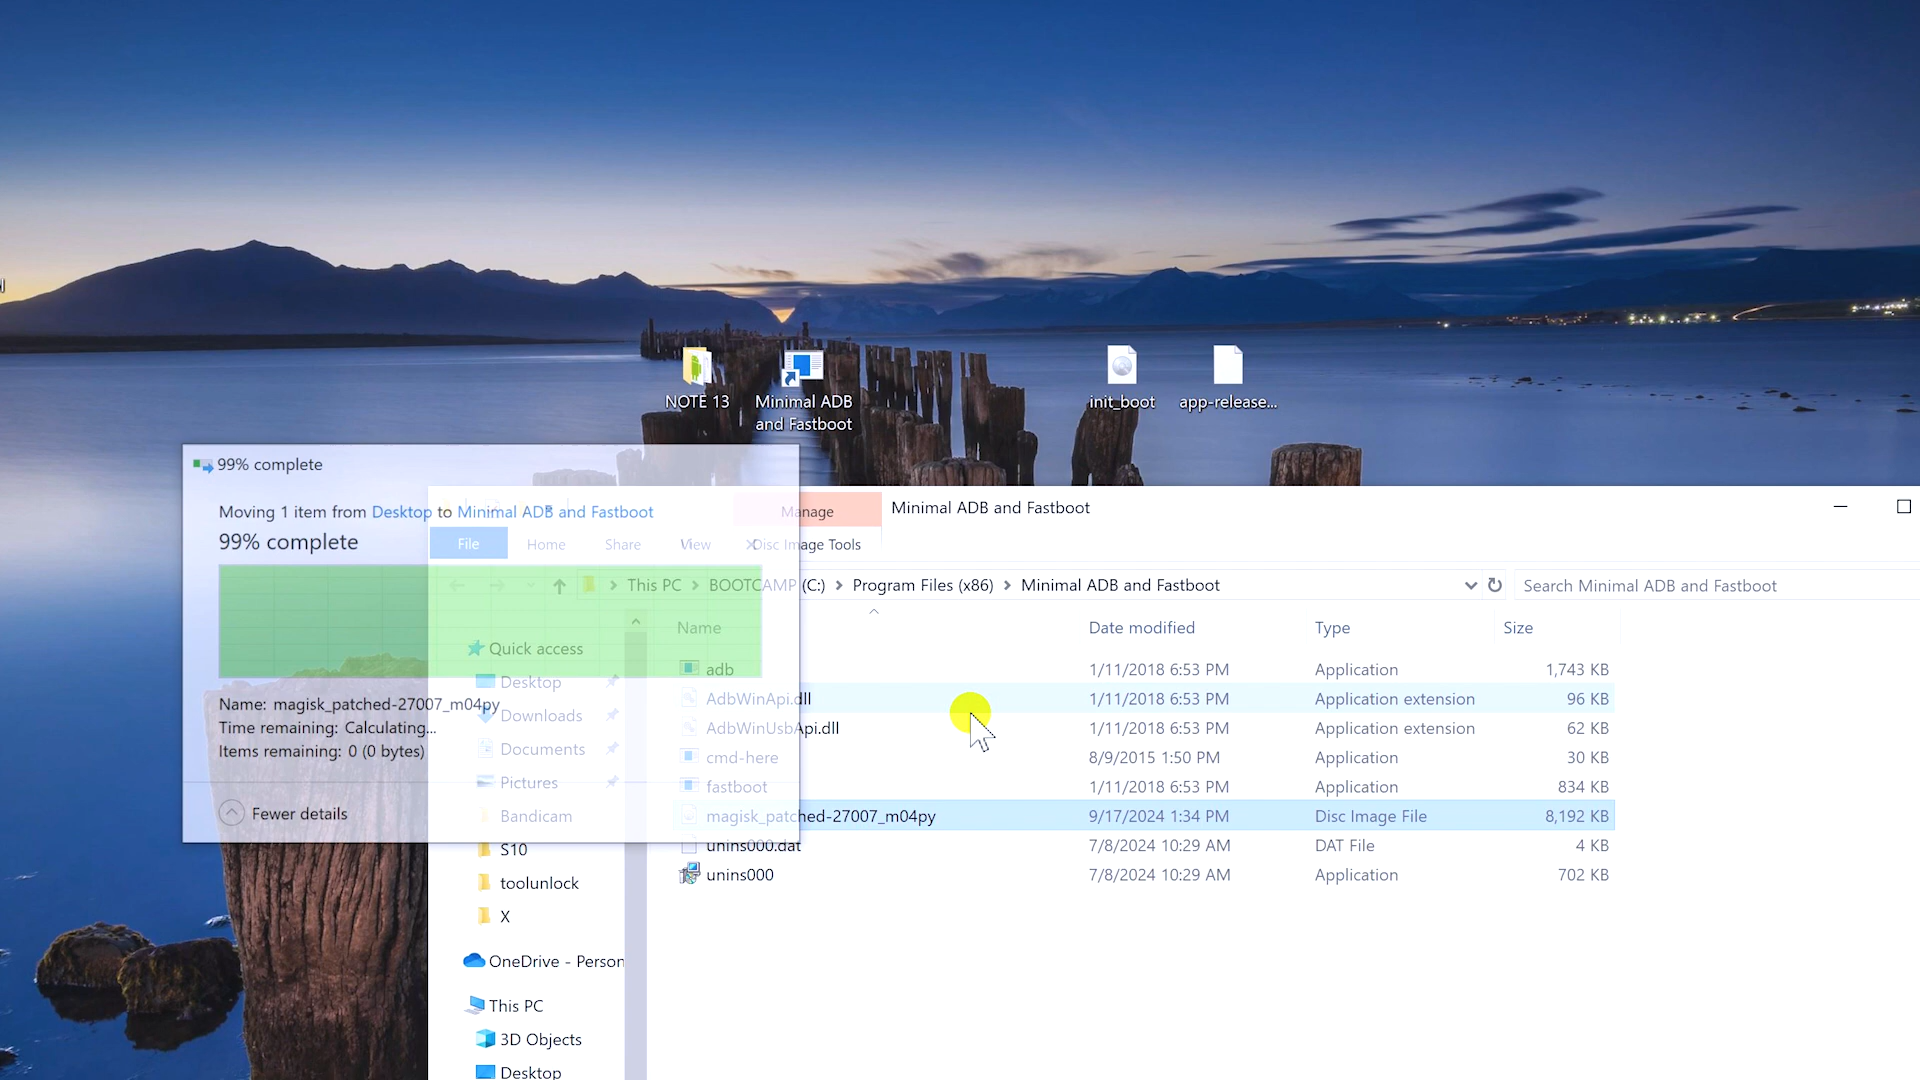 NOTE 13
Minimal ADB
and Fastboot
init_boot
app-release...
99% complete
Moving 1 item from Desktop to Minimal ADB and Fastboot
99% complete
Name: magisk_patched-27007_m04py
Time remaining: Calculating...
Items remaining: 0 (0 bytes)
Fewer details
Manage
Minimal ADB and Fastboot
File
Home
Share
View
Disc Image Tools
This PC
BOOTCAMP (C:)
Program Files (x86)
Minimal ADB and Fastboot
Search Minimal ADB and Fastboot
Quick access
Desktop
Downloads
Documents
Pictures
Bandicam
S10
toolunlock
X
OneDrive - Person
This PC
3D Objects
Desktop
Name Date modified Type Size
adb 1/11/2018 6:53 PM Application 1,743 KB
AdbWinApi.dll 1/11/2018 6:53 PM Application extension 96 KB
AdbWinUsbApi.dll 1/11/2018 6:53 PM Application extension 62 KB
cmd-here 8/9/2015 1:50 PM Application 30 KB
fastboot 1/11/2018 6:53 PM Application 834 KB
magisk_patched-27007_m04py 9/17/2024 1:34 PM Disc Image File 8,192 KB
unins000.dat 7/8/2024 10:29 AM DAT File 4 KB
unins000 7/8/2024 10:29 AM Application 702 KB